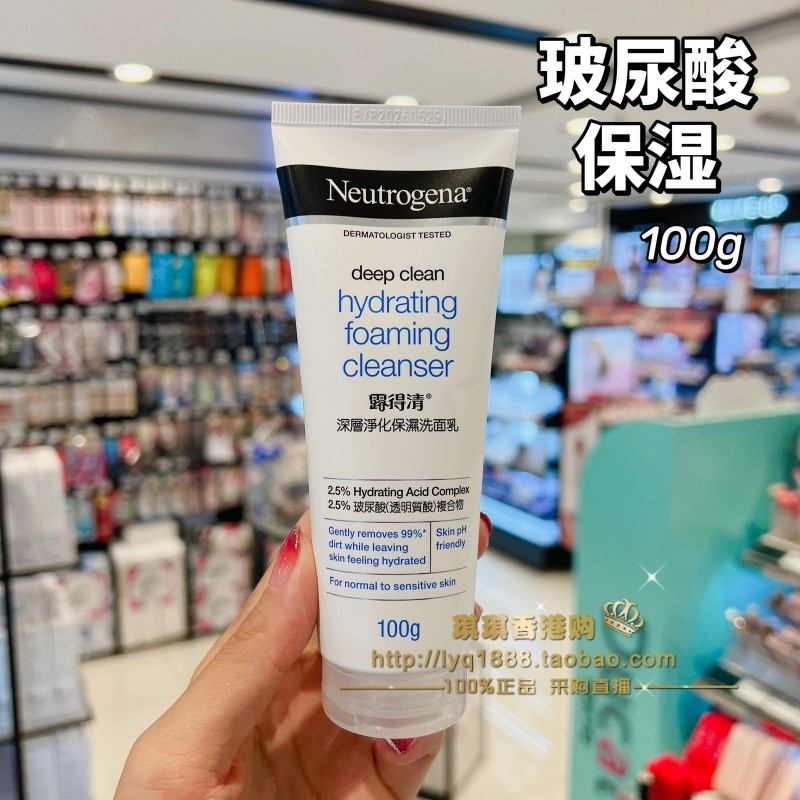 玻尿酸
保湿
100g
E/P20260529
Neutrogena®
DERMATOLOGIST TESTED
deep clean
hydrating
foaming
cleanser
露得清®
深層淨化保濕洗面乳
2.5% Hydrating Acid Complex
2.5% 玻尿酸(透明質酸)複合物
Gently removes 99%*
dirt while leaving
skin feeling hydrated
Skin pH
friendly
For normal to sensitive skin
100g
琪琪香港购
http://lyq1888.taobao.com
100%正品 采购直播